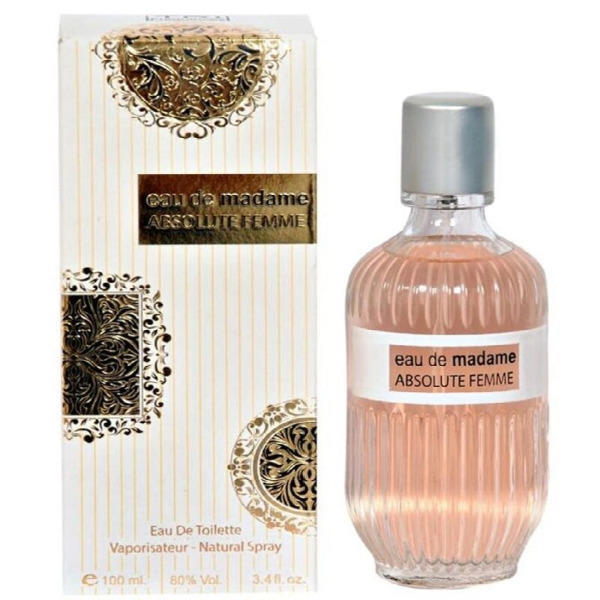 eau de madame
ABSOLUTE FEMME
Eau De Toilette
Vaporisateur - Natural Spray
e 100 ml. 80% Vol. 3.4 fl. oz.
eau de madame
ABSOLUTE FEMME